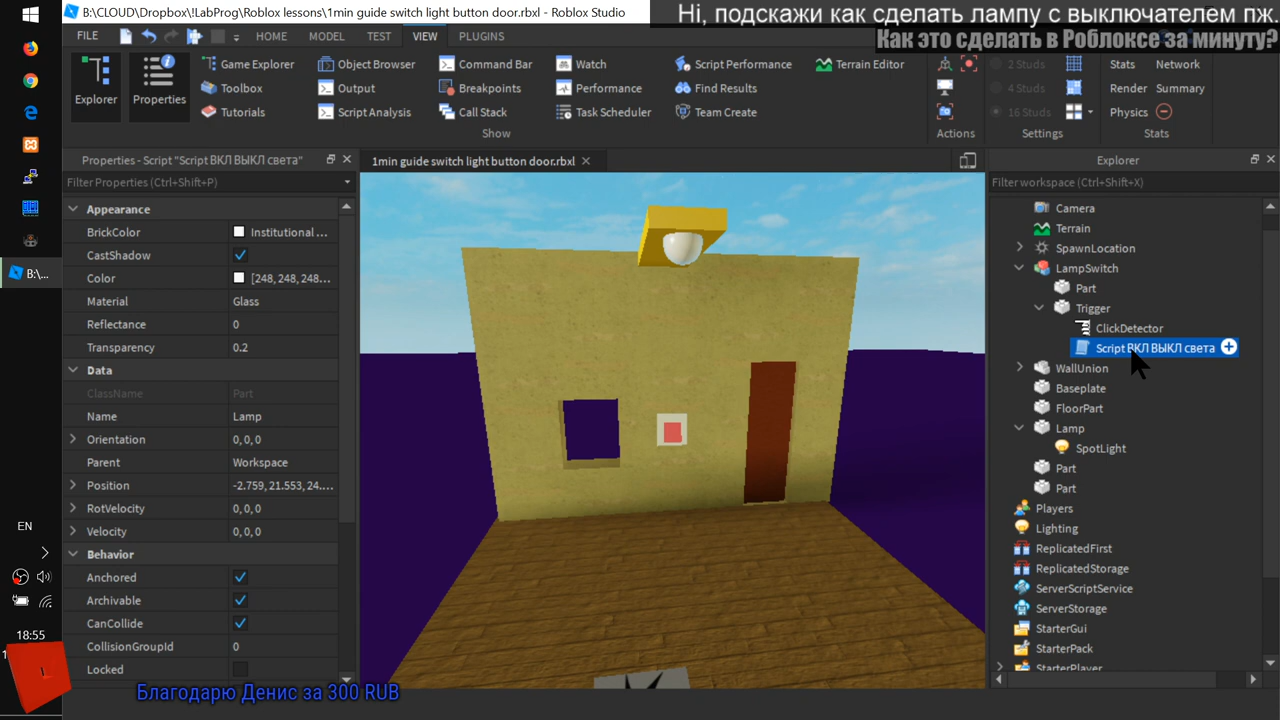 B:\CLOUD\Dropbox\!LabProg\Roblox lessons\1min guide switch light button door.rbxl - Roblox Studio
Hi, подскажи как сделать лампу с выключателем пж.
Как это сделать в Роблоксе за минуту?
FILE HOME MODEL TEST VIEW PLUGINS
Explorer
Properties
Game Explorer
Toolbox
Tutorials
Object Browser
Output
Script Analysis
Command Bar
Breakpoints
Call Stack
Watch
Performance
Task Scheduler
Script Performance
Find Results
Team Create
Terrain Editor
Show
Actions
2 Studs
4 Studs
16 Studs
Settings
Stats Network
Render Summary
Physics
Stats
Properties - Script "Script ВКЛ ВЫКЛ света"
Filter Properties (Ctrl+Shift+P)
Appearance
BrickColor Institutional ...
CastShadow
Color [248, 248, 248...
Material Glass
Reflectance 0
Transparency 0.2
Data
ClassName Part
Name Lamp
Orientation 0, 0, 0
Parent Workspace
Position -2.759, 21.553, 24....
RotVelocity 0, 0, 0
Velocity 0, 0, 0
Behavior
Anchored
Archivable
CanCollide
CollisionGroupId 0
Locked
1min guide switch light button door.rbxl
Explorer
Filter workspace (Ctrl+Shift+X)
Camera
Terrain
SpawnLocation
LampSwitch
Part
Trigger
ClickDetector
Script ВКЛ ВЫКЛ света
WallUnion
Baseplate
FloorPart
Lamp
SpotLight
Part
Part
Players
Lighting
ReplicatedFirst
ReplicatedStorage
ServerScriptService
ServerStorage
StarterGui
StarterPack
StarterPlayer
B:\...
EN
18:55
Благодарю Денис за 300 RUB